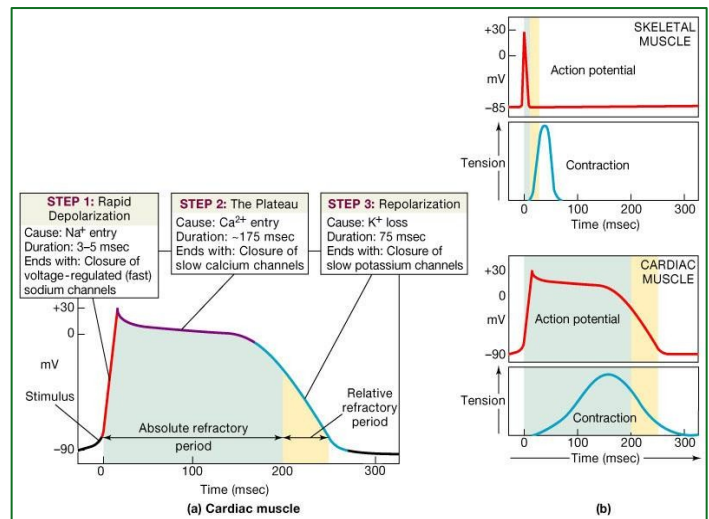 STEP 1: Rapid
Depolarization
Cause: Na+ entry
Duration: 3–5 msec
Ends with: Closure of
voltage-regulated (fast)
sodium channels
STEP 2: The Plateau
Cause: Ca2+ entry
Duration: ~175 msec
Ends with: Closure of
slow calcium channels
STEP 3: Repolarization
Cause: K+ loss
Duration: 75 msec
Ends with: Closure of
slow potassium channels
+30
0
mV
Stimulus
–90
Absolute refractory
period
Relative
refractory
period
0
100
200
300
Time (msec)
(a) Cardiac muscle
SKELETAL
MUSCLE
+30
0
mV
–85
Action potential
Tension
Contraction
0
100
200
300
Time (msec)
CARDIAC
MUSCLE
+30
0
mV
–90
Action potential
Tension
Contraction
0
100
200
300
Time (msec)
(b)